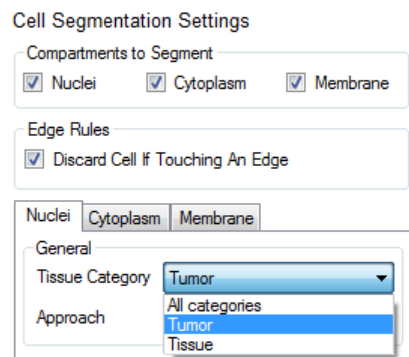 Cell Segmentation Settings
Compartments to Segment
Nuclei Cytoplasm Membrane
Edge Rules
Discard Cell If Touching An Edge
Nuclei Cytoplasm Membrane
General
Tissue Category Tumor
All categories
Approach Tumor
Tissue